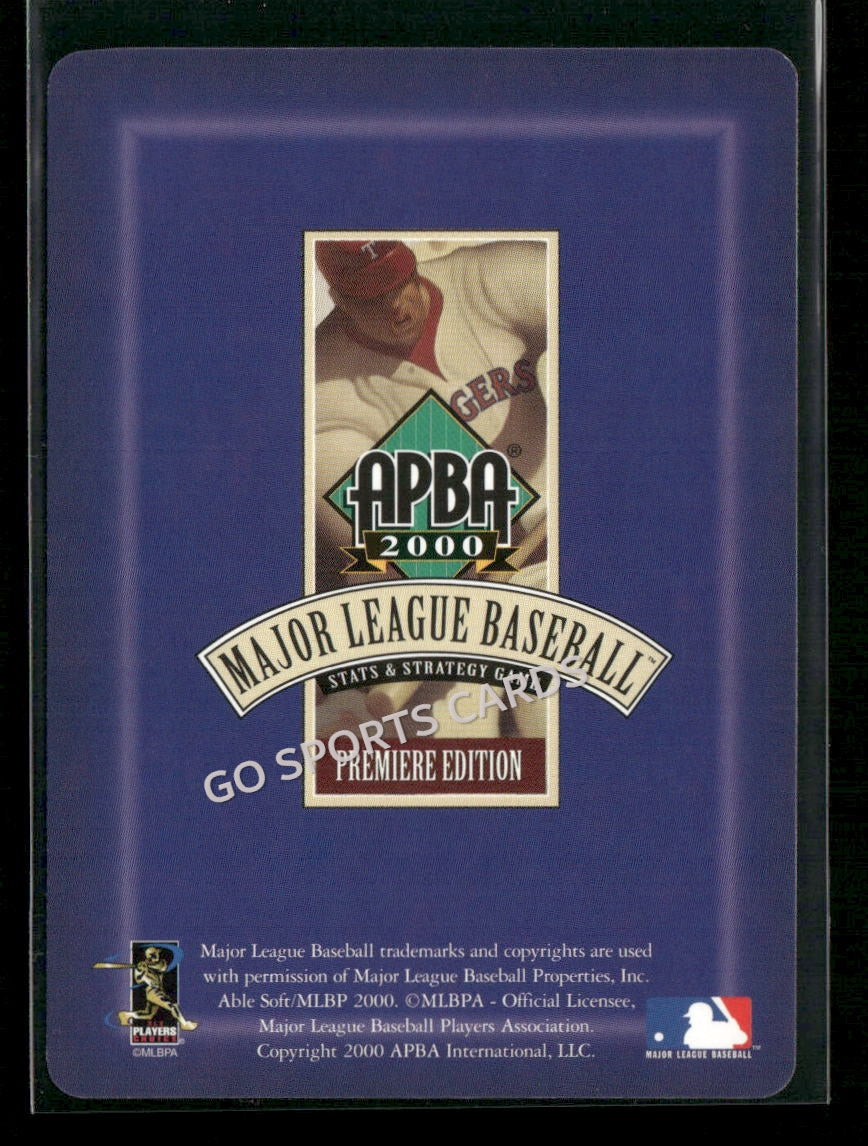 T
GERS
APBA®
2000
MAJOR LEAGUE BASEBALL™
STATS & STRATEGY GAME
GO SPORTS CARDS
PREMIERE EDITION
Major League Baseball trademarks and copyrights are used
with permission of Major League Baseball Properties, Inc.
Able Soft/MLBP 2000. ©MLBPA - Official Licensee,
Major League Baseball Players Association.
Copyright 2000 APBA International, LLC.
PLAYERS
CHOICE
©MLBPA
MAJOR LEAGUE BASEBALL™